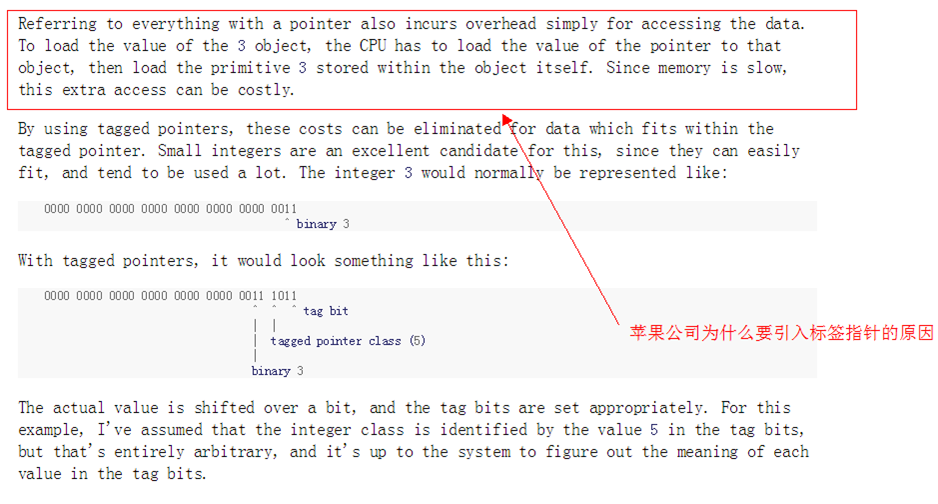 Referring to everything with a pointer also incurs overhead simply for accessing the data.
To load the value of the 3 object, the CPU has to load the value of the pointer to that
object, then load the primitive 3 stored within the object itself. Since memory is slow,
this extra access can be costly.
By using tagged pointers, these costs can be eliminated for data which fits within the
tagged pointer. Small integers are an excellent candidate for this, since they can easily
fit, and tend to be used a lot. The integer 3 would normally be represented like:
0000 0000 0000 0000 0000 0000 0000 0011
^ binary 3
With tagged pointers, it would look something like this:
0000 0000 0000 0000 0000 0000 0011 1011
^ ^ ^ tag bit
| |
| tagged pointer class (5)
|
binary 3
苹果公司为什么要引入标签指针的原因
The actual value is shifted over a bit, and the tag bits are set appropriately. For this
example, I've assumed that the integer class is identified by the value 5 in the tag bits,
but that's entirely arbitrary, and it's up to the system to figure out the meaning of each
value in the tag bits.